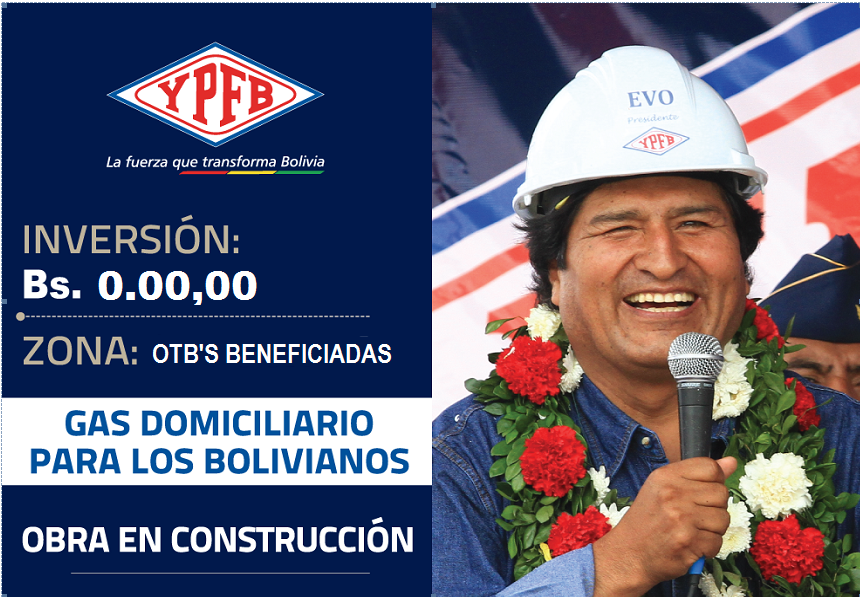 YPFB
La fuerza que transforma Bolivia
INVERSIÓN:
Bs. 0.00,00
ZONA: OTB'S BENEFICIADAS
GAS DOMICILIARIO
PARA LOS BOLIVIANOS
OBRA EN CONSTRUCCIÓN
EVO
Presidente
YPFB